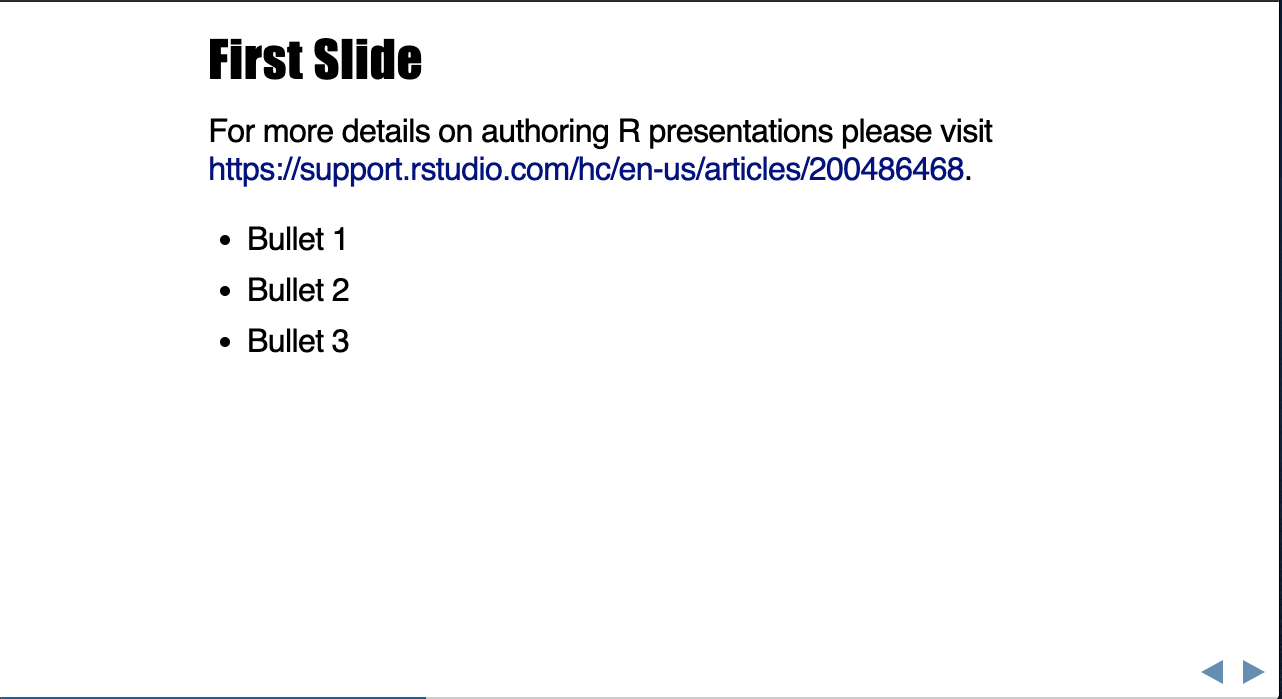 First Slide
For more details on authoring R presentations please visit
https://support.rstudio.com/hc/en-us/articles/200486468.
• Bullet 1
• Bullet 2
• Bullet 3